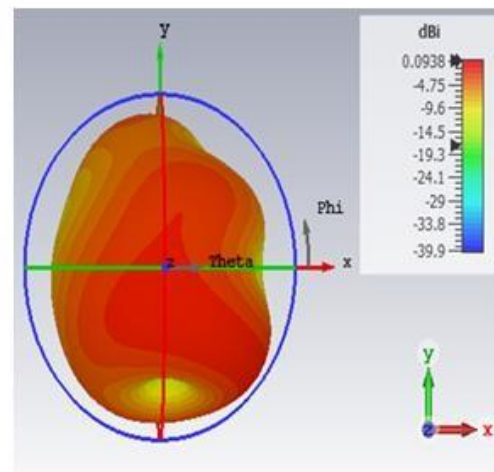 y
dBi
0.0938
-4.75
-9.6
-14.5
-19.3
-24.1
-29
-33.8
-39.9
Phi
z
Theta
x
y
z
x